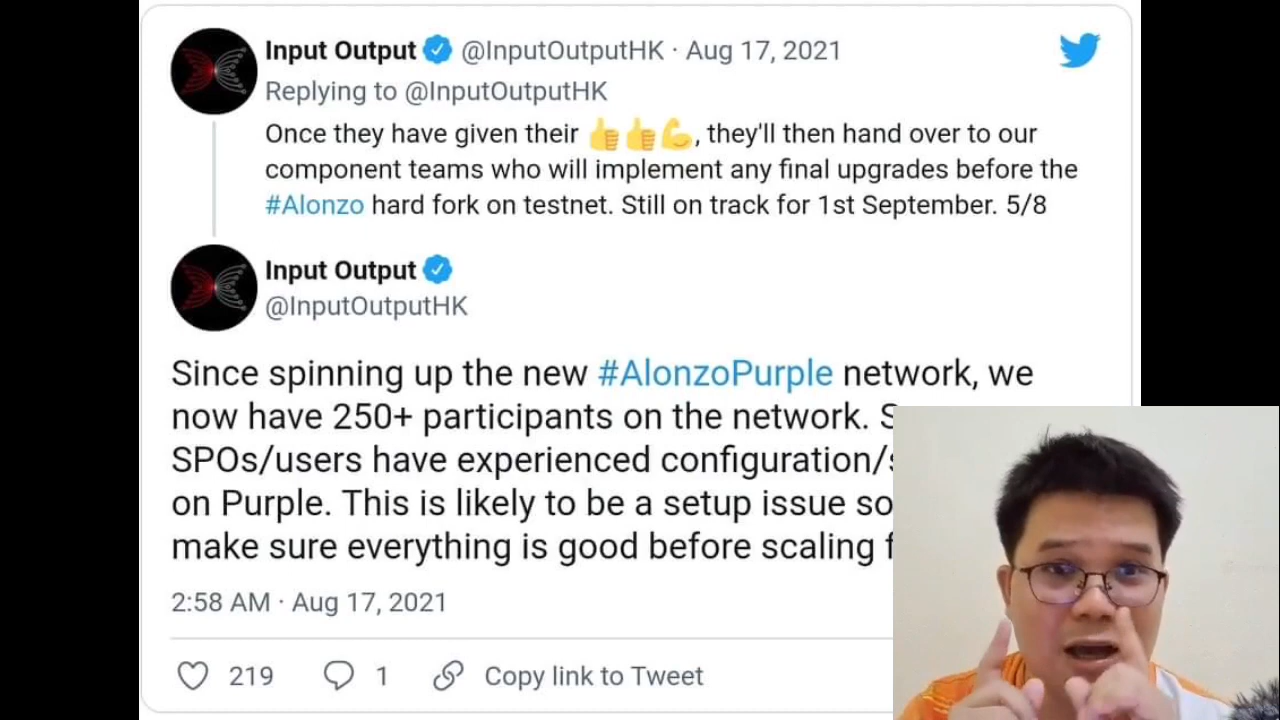 Input Output @InputOutputHK · Aug 17, 2021
Replying to @InputOutputHK
Once they have given their 👍👍💪, they'll then hand over to our
component teams who will implement any final upgrades before the
#Alonzo hard fork on testnet. Still on track for 1st September. 5/8
Input Output
@InputOutputHK
Since spinning up the new #AlonzoPurple network, we
now have 250+ participants on the network.
SPOs/users have experienced configuration/
on Purple. This is likely to be a setup issue so
make sure everything is good before scaling
2:58 AM · Aug 17, 2021
219 1 Copy link to Tweet